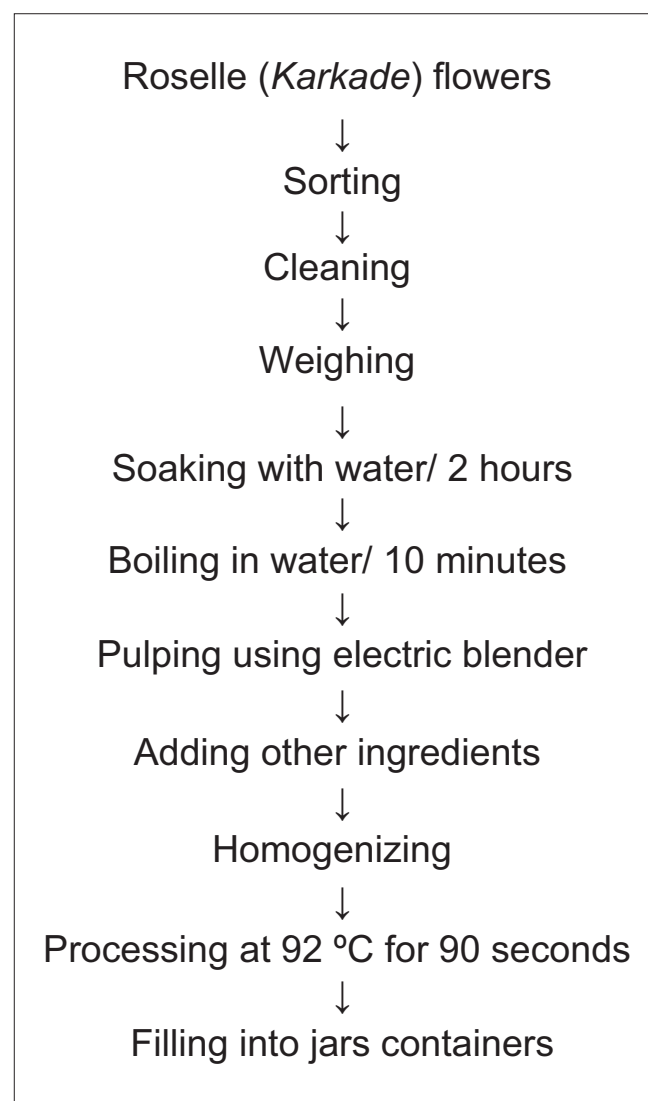 Roselle (Karkade) flowers
↓
Sorting
↓
Cleaning
↓
Weighing
↓
Soaking with water/ 2 hours
↓
Boiling in water/ 10 minutes
↓
Pulping using electric blender
↓
Adding other ingredients
↓
Homogenizing
↓
Processing at 92 ºC for 90 seconds
↓
Filling into jars containers